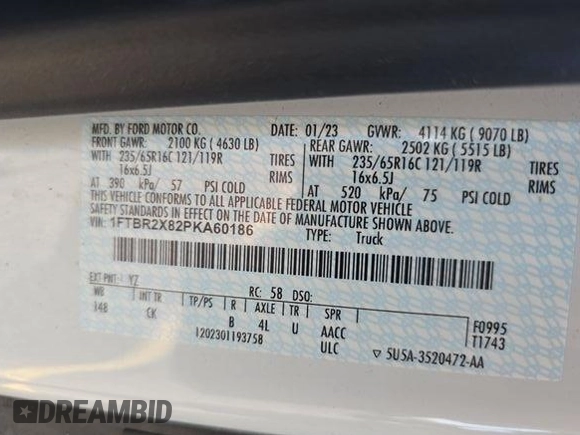 MFD. BY FORD MOTOR CO. DATE: 01/23 GVWR: 4114 KG ( 9070 LB)
FRONT GAWR: 2100 KG ( 4630 LB) REAR GAWR: 2502 KG ( 5515 LB)
WITH 235/65R16C 121/119R TIRES WITH 235/65R16C 121/119R TIRES
16x6.5J RIMS 16x6.5J RIMS
AT 390 kPa/ 57 PSI COLD AT 520 kPa/ 75 PSI COLD
THIS VEHICLE CONFORMS TO ALL APPLICABLE FEDERAL MOTOR VEHICLE
SAFETY STANDARDS IN EFFECT ON THE DATE OF MANUFACTURE SHOWN ABOVE.
VIN: 1FTBR2X82PKA60186 TYPE: Truck
EXT PNT: YZ RC: 58 DSO:
WB INT TR TP/PS R AXLE TR SPR F0995
148 CK B 4L U AACC T1743
1202301193758 ULC ▽ 5U5A-3520472-AA
DREAMBID